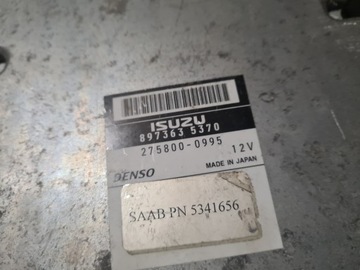 ISUZU
897363 5370
275800-0995 12V
MADE IN JAPAN
DENSO
SAAB PN 5341656